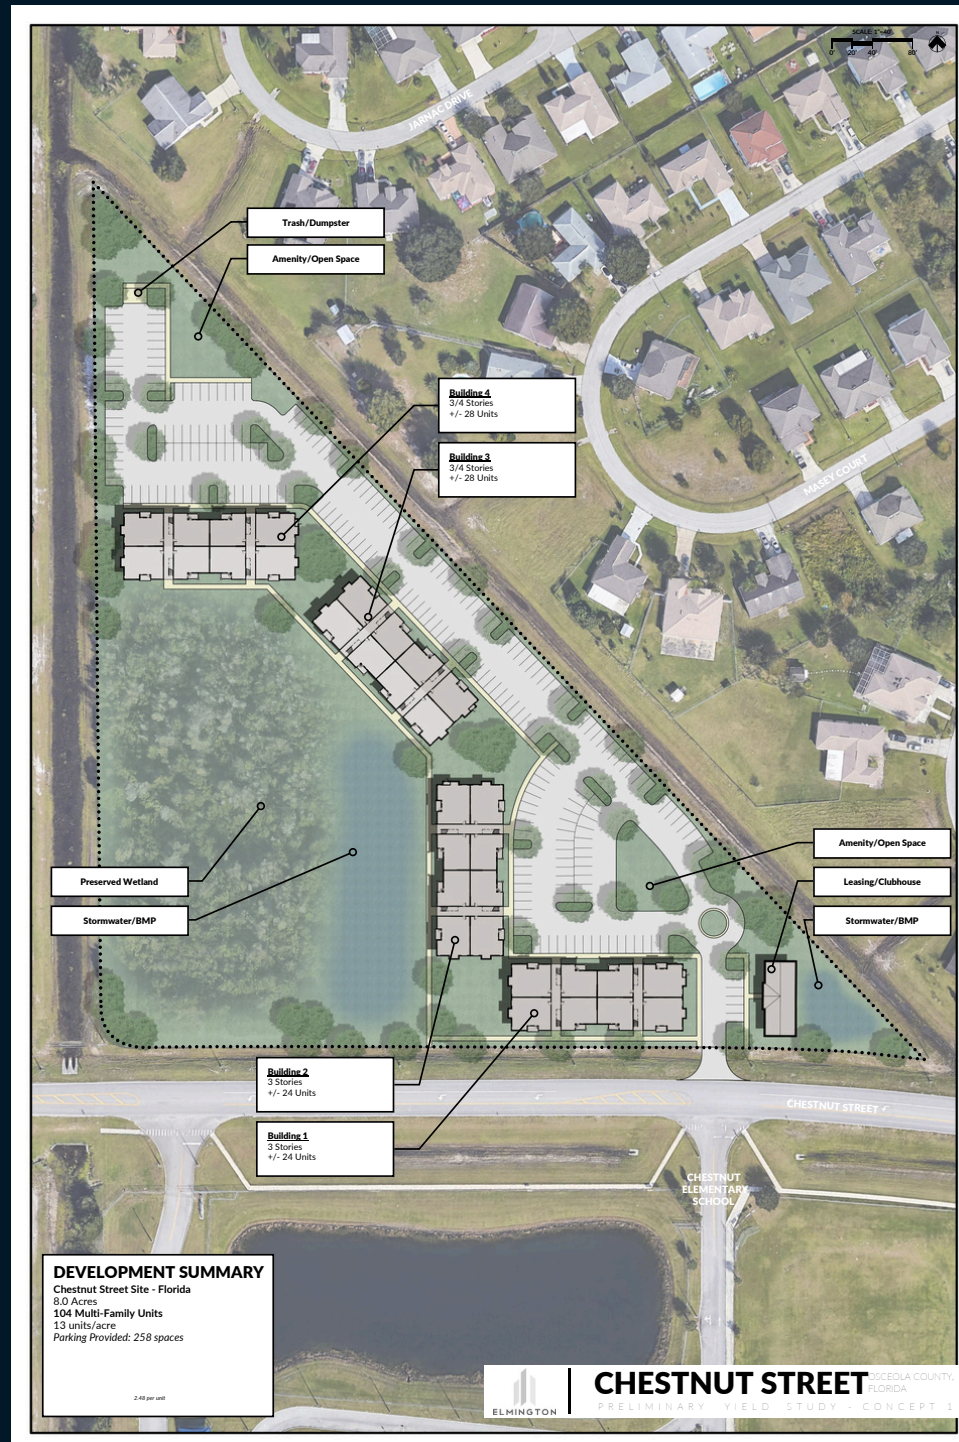 SCALE: 1"=40'
0' 20' 40' 80'
JARNAC DRIVE
Trash/Dumpster
Amenity/Open Space
Building 4
3/4 Stories
+/- 28 Units
Building 3
3/4 Stories
+/- 28 Units
MASEY COURT
Amenity/Open Space
Leasing/Clubhouse
Stormwater/BMP
Preserved Wetland
Stormwater/BMP
Building 2
3 Stories
+/- 24 Units
Building 1
3 Stories
+/- 24 Units
CHESTNUT STREET
CHESTNUT
ELEMENTARY
SCHOOL
DEVELOPMENT SUMMARY
Chestnut Street Site - Florida
8.0 Acres
104 Multi-Family Units
13 units/acre
Parking Provided: 258 spaces
2.48 per unit
ELMINGTON
CHESTNUT STREET
OSCEOLA COUNTY,
FLORIDA
PRELIMINARY YIELD STUDY - CONCEPT 1